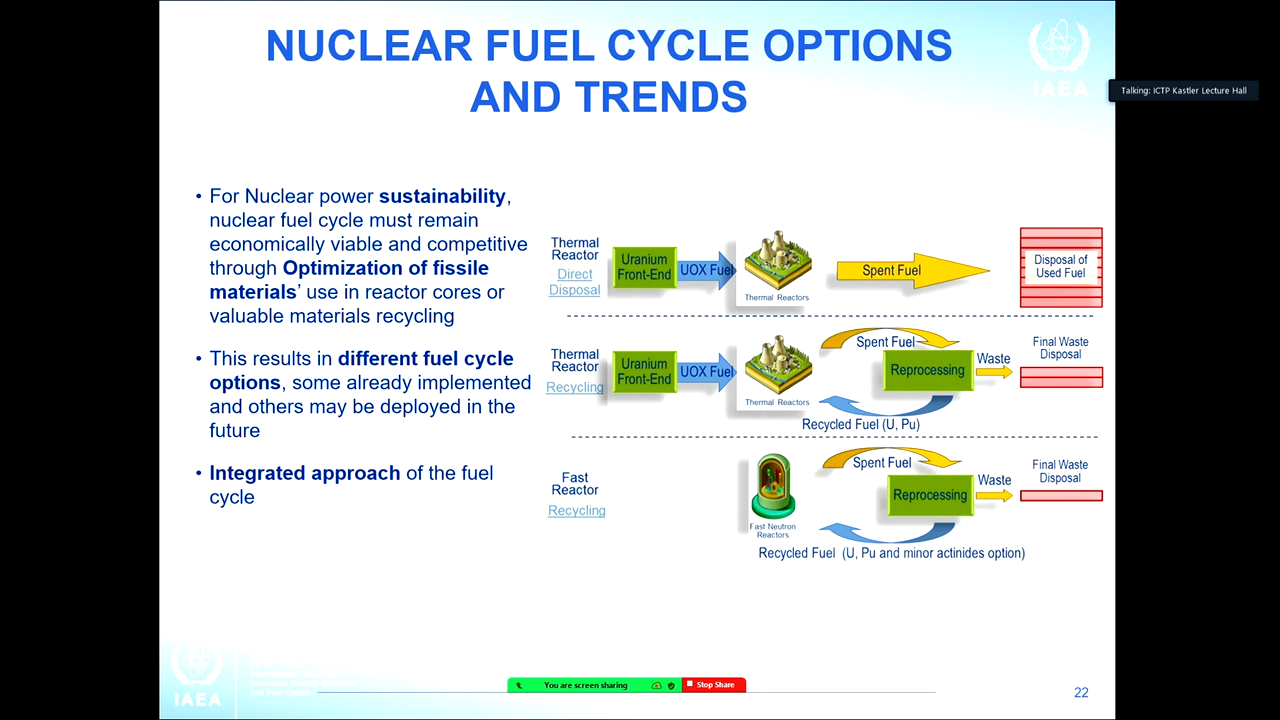 NUCLEAR FUEL CYCLE OPTIONS
AND TRENDS
IAEA
Talking: ICTP Kastler Lecture Hall
• For Nuclear power sustainability,
nuclear fuel cycle must remain
economically viable and competitive
through Optimization of fissile
materials' use in reactor cores or
valuable materials recycling
• This results in different fuel cycle
options, some already implemented
and others may be deployed in the
future
• Integrated approach of the fuel
cycle
Thermal
Reactor
Direct
Disposal
Uranium
Front-End
UOX Fuel
Thermal Reactors
Spent Fuel
Disposal of
Used Fuel
Thermal
Reactor
Recycling
Uranium
Front-End
UOX Fuel
Thermal Reactors
Spent Fuel
Reprocessing
Waste
Final Waste
Disposal
Recycled Fuel (U, Pu)
Fast
Reactor
Recycling
Fast Neutron
Reactors
Spent Fuel
Reprocessing
Waste
Final Waste
Disposal
Recycled Fuel (U, Pu and minor actinides option)
IAEA
You are screen sharing
Stop Share
22